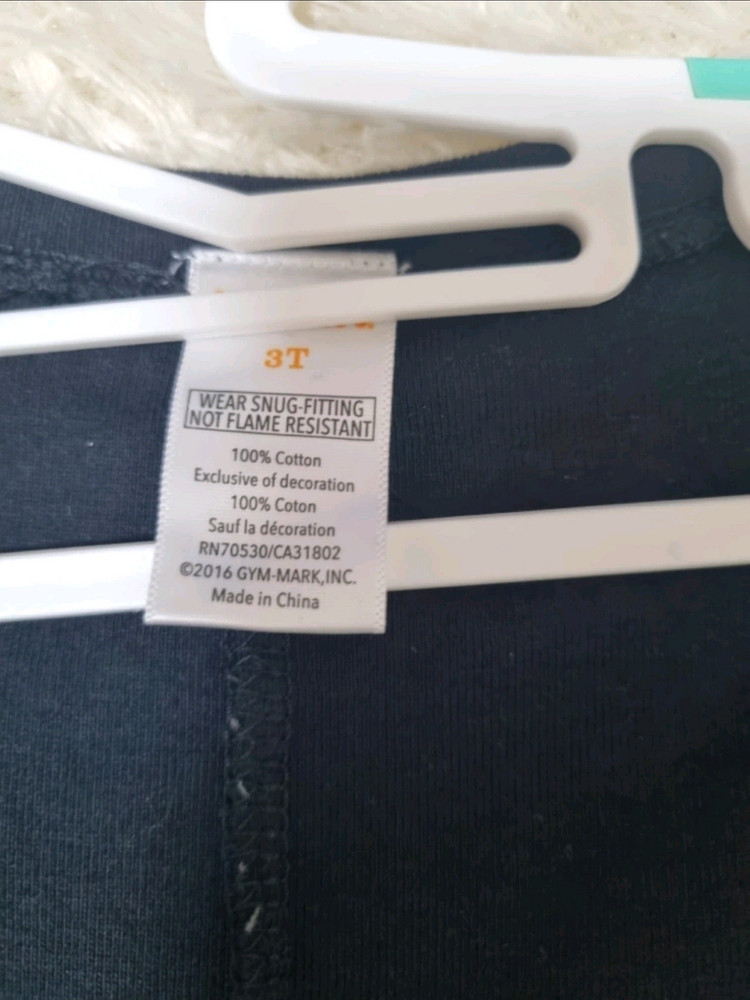 3T
WEAR SNUG-FITTING
NOT FLAME RESISTANT
100% Cotton
Exclusive of decoration
100% Coton
Sauf la décoration
RN70530/CA31802
©2016 GYM-MARK,INC.
Made in China